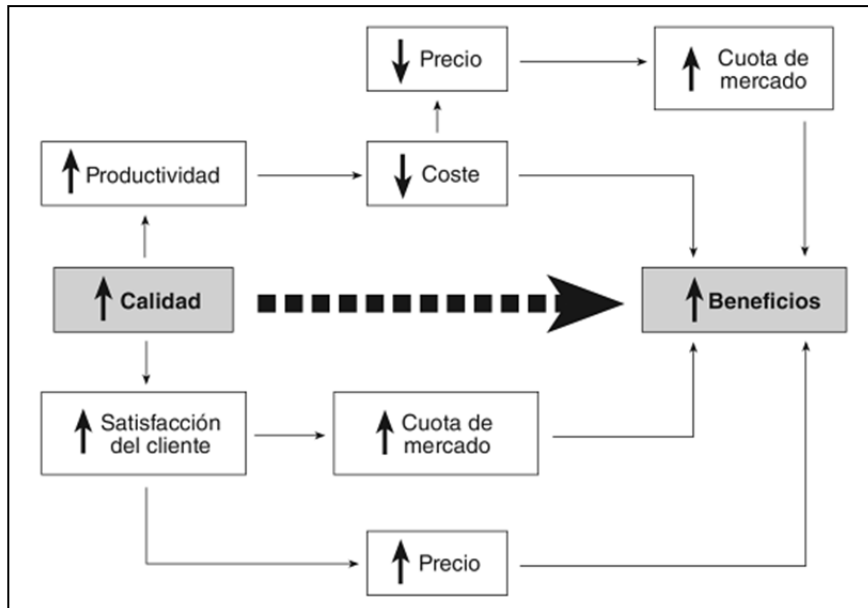 Precio
Cuota de
mercado
Productividad
Coste
Calidad
Beneficios
Satisfacción
del cliente
Cuota de
mercado
Precio